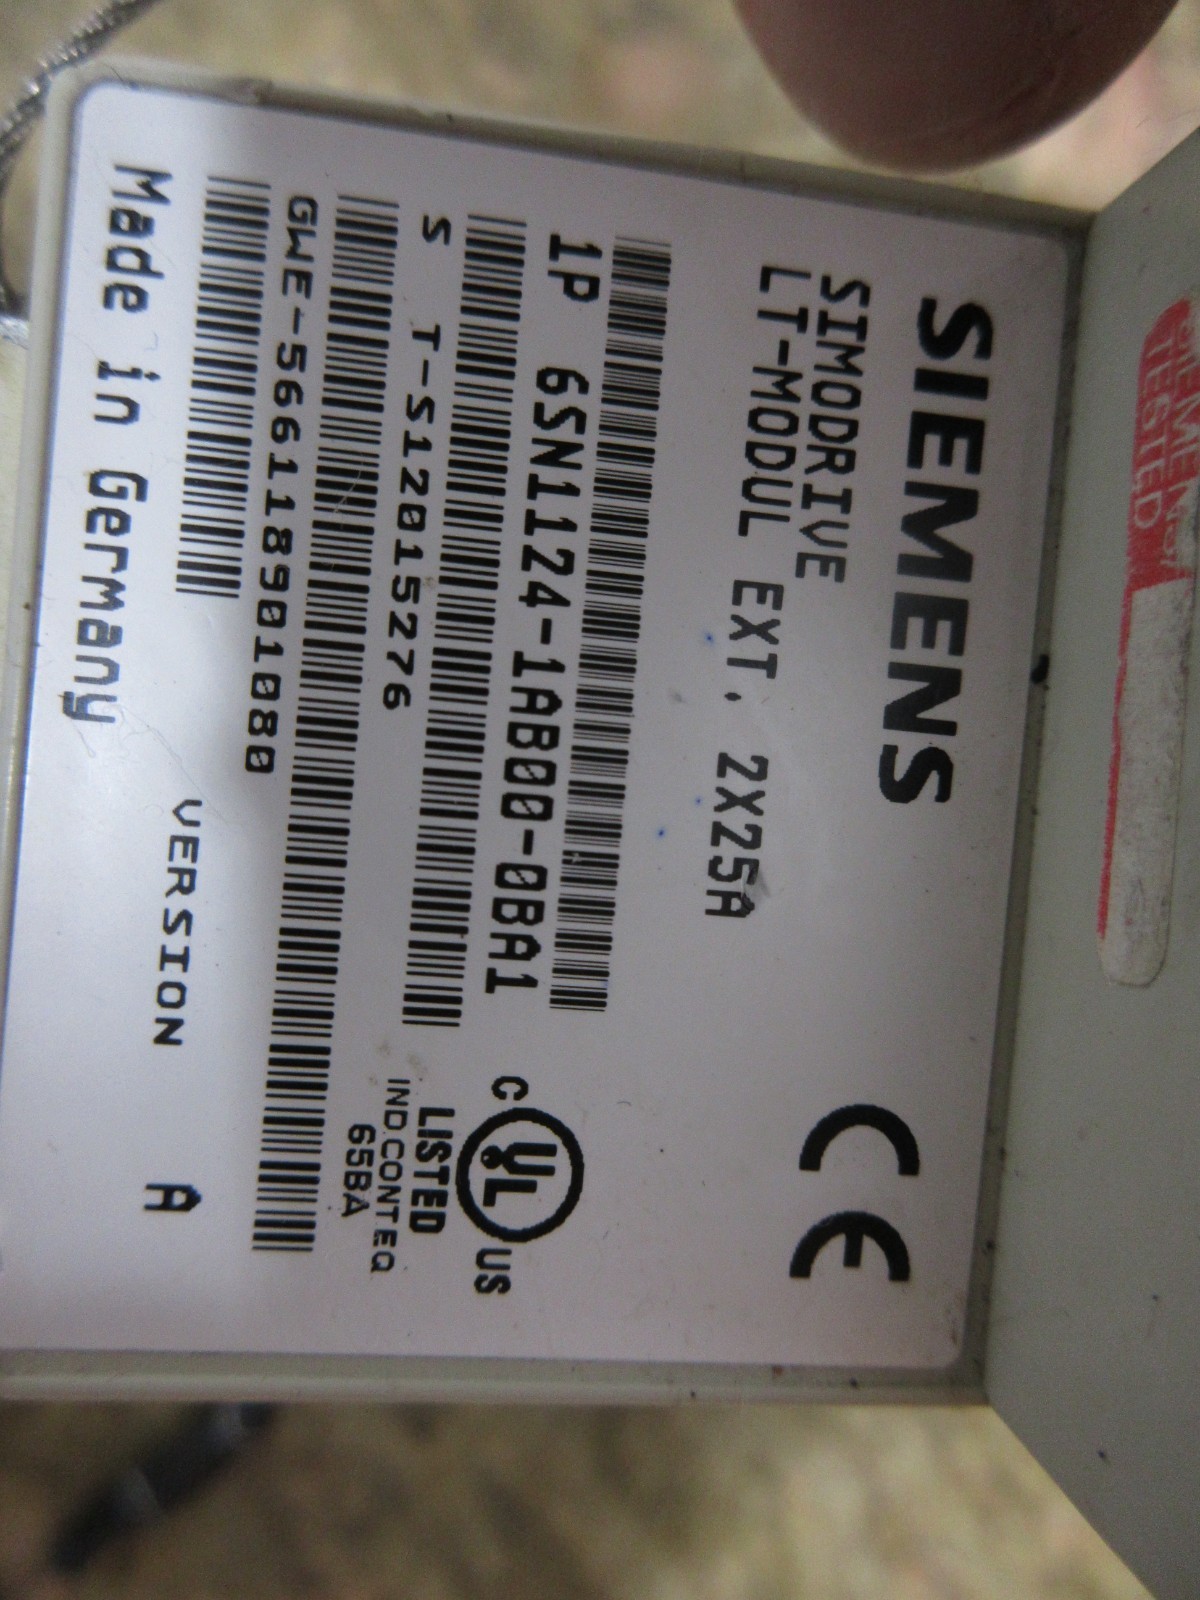 SIEMENS
SIMODRIVE
LT-MODUL EXT. 2X25A
1P 6SN1124-1AB00-0BA1
S T-S12015276
GWE-566118901080
VERSION A
Made in Germany
CE
C UL US
LISTED
IND.CONT.EQ
65BA
SIEMENS
TESTED